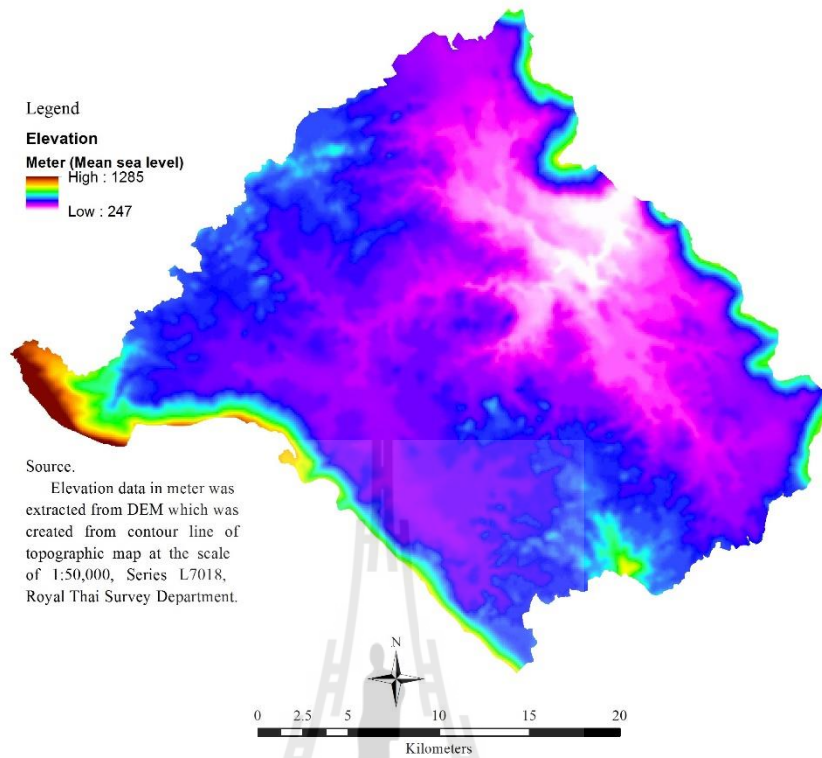 Legend
Elevation
Meter (Mean sea level)
High : 1285
Low : 247
Source.
Elevation data in meter was
extracted from DEM which was
created from contour line of
topographic map at the scale
of 1:50,000, Series L7018,
Royal Thai Survey Department.
N
0 2.5 5 10 15 20
Kilometers